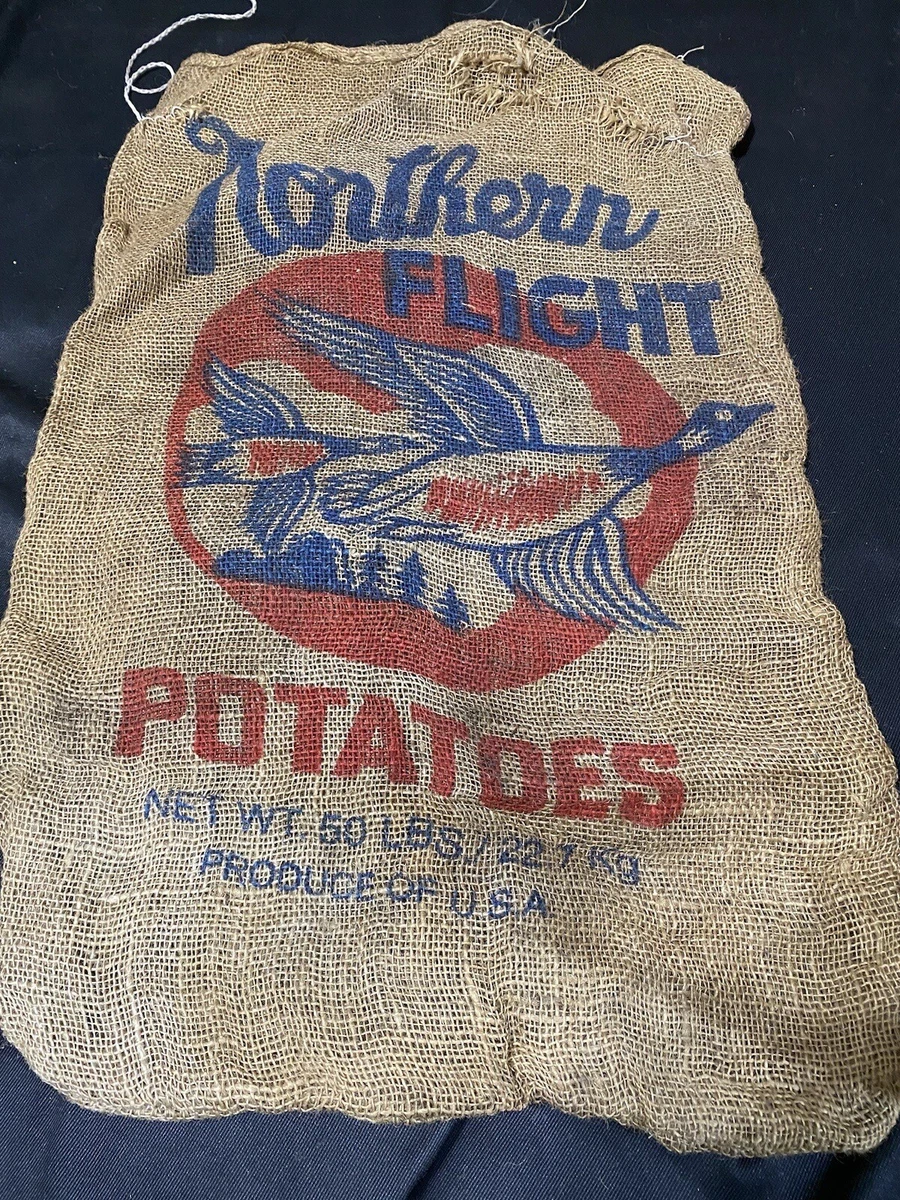 Northern
FLIGHT
POTATOES
NET WT. 50 LBS./ 22.7 Kg
PRODUCE OF U.S.A